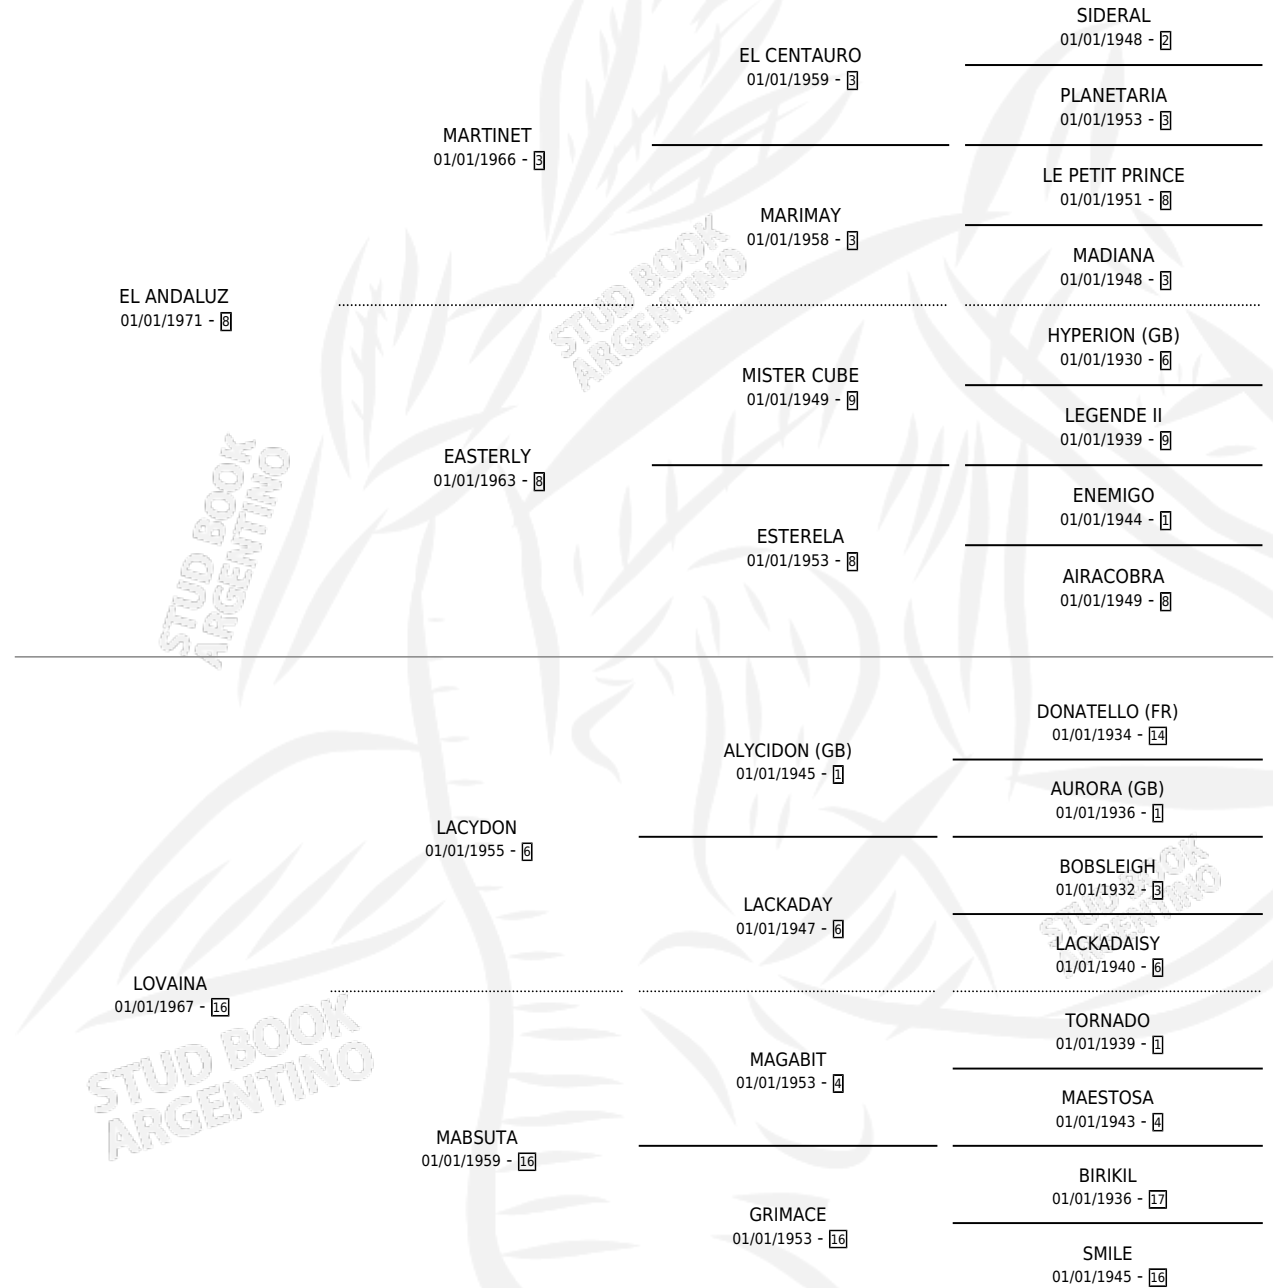 SIDERAL
01/01/1948 - 2
EL CENTAURO
01/01/1959 - 3
PLANETARIA
01/01/1953 - 3
MARTINET
01/01/1966 - 3
LE PETIT PRINCE
01/01/1951 - 8
MARIMAY
01/01/1958 - 3
MADIANA
01/01/1948 - 3
STUD BOOK
ARGENTINO
EL ANDALUZ
01/01/1971 - 8
HYPERION (GB)
01/01/1930 - 6
MISTER CUBE
01/01/1949 - 9
LEGENDE II
01/01/1939 - 9
EASTERLY
01/01/1963 - 8
ENEMIGO
01/01/1944 - 1
ESTERELA
01/01/1953 - 8
AIRACOBRA
01/01/1949 - 8
STUD BOOK
ARGENTINO
DONATELLO (FR)
01/01/1934 - 14
ALYCIDON (GB)
01/01/1945 - 1
AURORA (GB)
01/01/1936 - 1
LACYDON
01/01/1955 - 6
BOBSLEIGH
01/01/1932 - 3
LACKADAY
01/01/1947 - 6
LACKADAISY
01/01/1940 - 6
STUD BOOK
ARGENTINO
LOVAINA
01/01/1967 - 16
TORNADO
01/01/1939 - 1
MAGABIT
01/01/1953 - 4
MAESTOSA
01/01/1943 - 4
STUD BOOK
ARGENTINO
MABSUTA
01/01/1959 - 16
BIRIKIL
01/01/1936 - 17
GRIMACE
01/01/1953 - 16
SMILE
01/01/1945 - 16